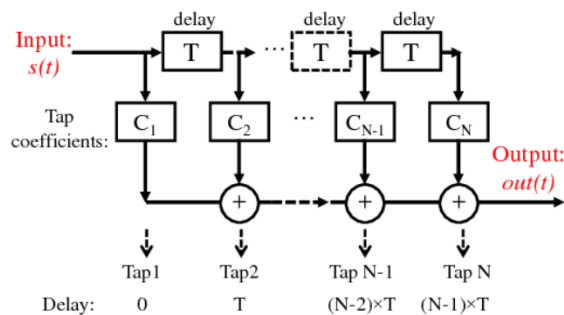 delay delay delay
Input:
s(t)
T ... T T
Tap
coefficients:
C1 C2 ... CN-1 CN
Output:
out(t)
+ + +
Tap1 Tap2 Tap N-1 Tap N
Delay: 0 T (N-2)×T (N-1)×T